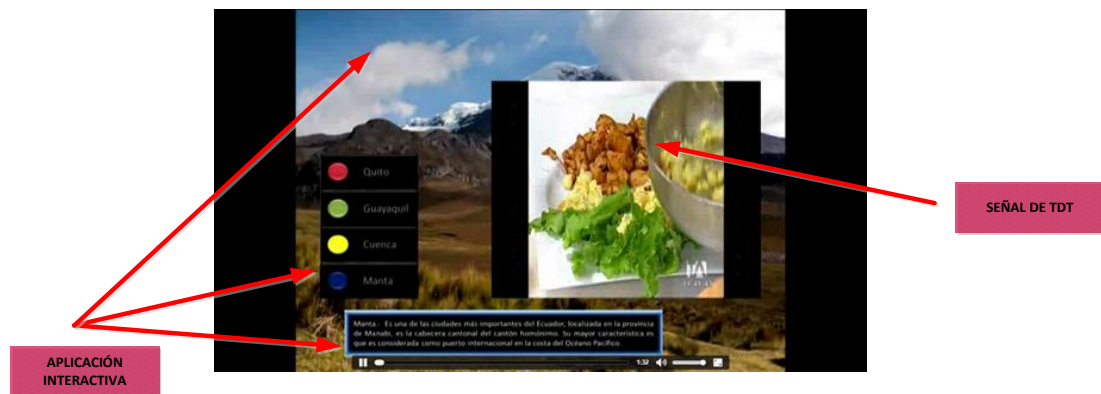 Quito
Guayaquil
Cuenca
Manta
SEÑAL DE TDT
Manta : Es una de las ciudades más importantes del Ecuador, localizada en la provincia
de Manabí, es la cabecera cantonal del cantón homónimo. Su mayor característica es
que es considerada como puerto internacional en la costa del Océano Pacífico.
1:32
APLICACIÓN
INTERACTIVA